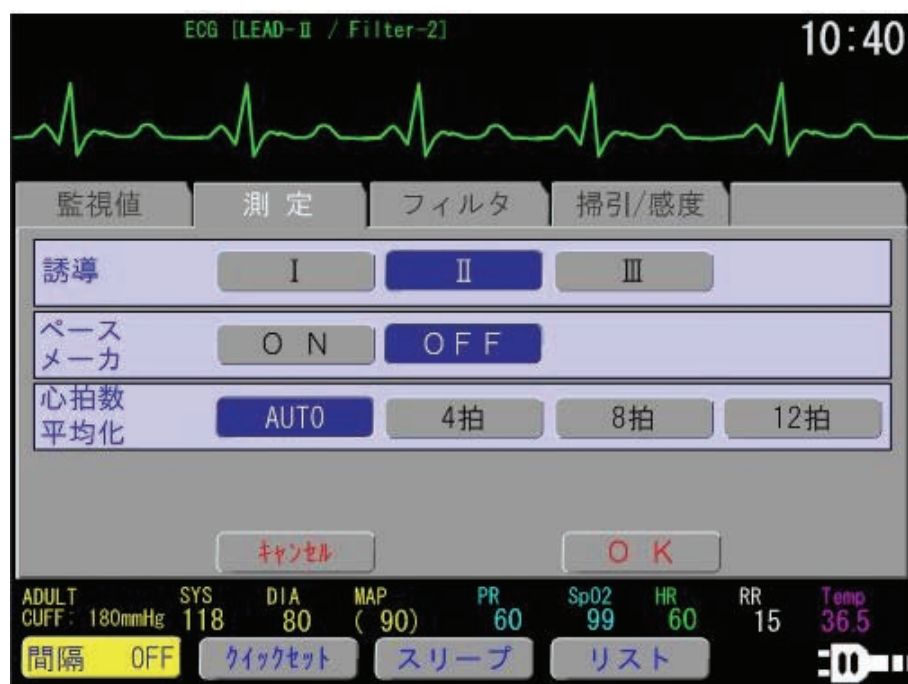 ECG [LEAD-Ⅱ / Filter-2]
10:40
監視値 測定 フィルタ 掃引/感度
誘導 Ⅰ Ⅱ Ⅲ
ペースメーカ ON OFF
心拍数平均化 AUTO 4拍 8拍 12拍
キャンセル OK
ADULT SYS DIA MAP PR SpO2 HR RR Temp
CUFF: 180mmHg 118 80 ( 90) 60 99 60 15 36.5
間隔 OFF クイックセット スリープ リスト